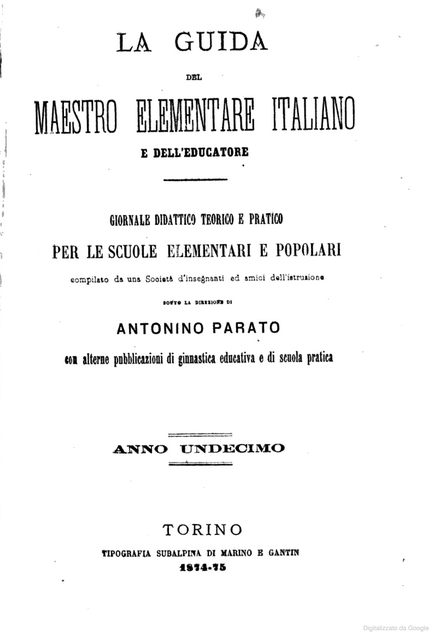 LA GUIDA
DEL
MAESTRO ELEMENTARE ITALIANO
E DELL'EDUCATORE
GIORNALE DIDATTICO TEORICO E PRATICO
PER LE SCUOLE ELEMENTARI E POPOLARI
compilato da una Società d'insegnanti ed amici dell'istruzione
SOTTO LA DIREZIONE DI
ANTONINO PARATO
con alterne pubblicazioni di ginnastica educativa e di scuola pratica
ANNO UNDECIMO
TORINO
TIPOGRAFIA SUBALPINA DI MARINO E GANTIN
1874-75
Digitalizzato da Google